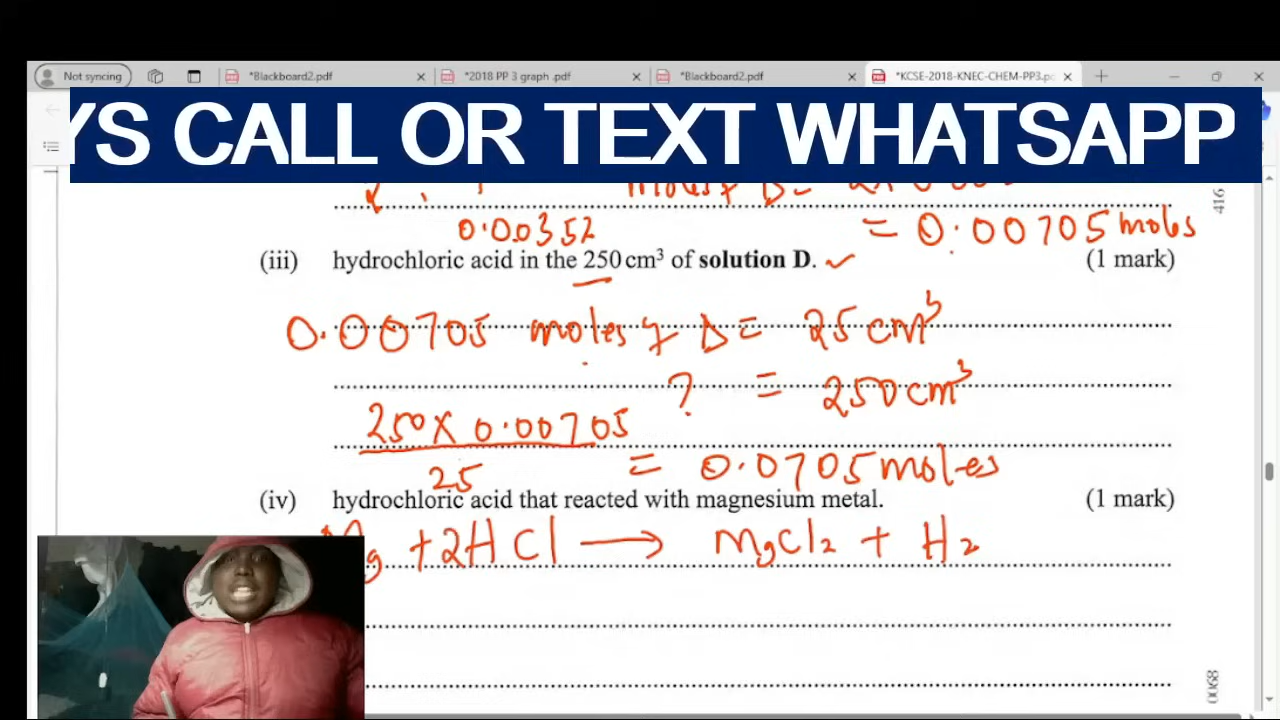 Not syncing
*Blackboard2.pdf
*2018 PP 3 graph .pdf
*Blackboard2.pdf
*KCSE-2018-KNEC-CHEM-PP3.pd
YS CALL OR TEXT WHATSAPP
416
0.00352
= 0.00705 moles
(iii) hydrochloric acid in the 250 cm³ of solution D. ✓ (1 mark)
0.00705 moles of D = 25 cm³
? = 250 cm³
250 × 0.00705
25
= 0.0705 moles
(iv) hydrochloric acid that reacted with magnesium metal. (1 mark)
Mg + 2HCl → MgCl₂ + H₂
0068